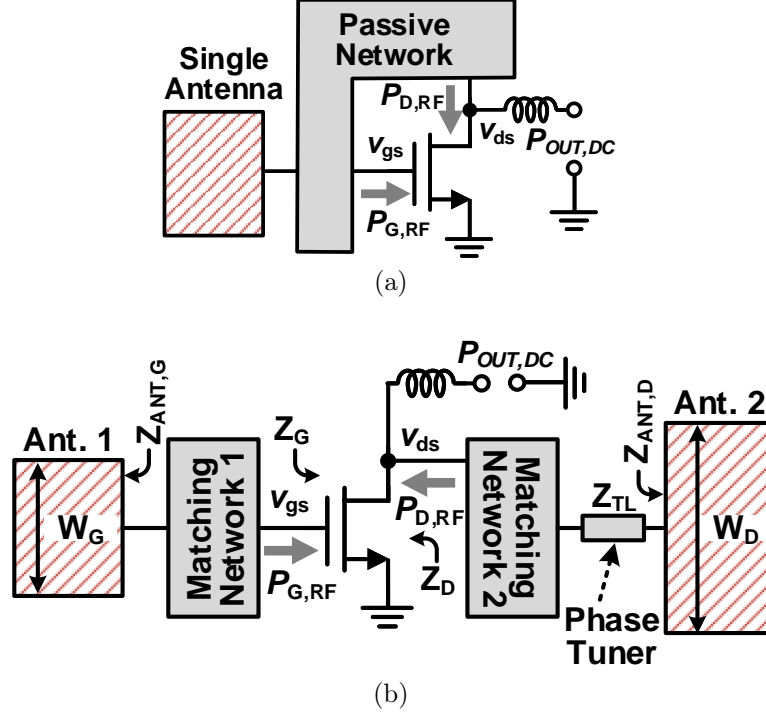 Passive
Network
Single
Antenna
P_D,RF
v_gs
v_ds
P_OUT,DC
P_G,RF
(a)
Z_ANT,G
P_OUT,DC
Ant. 1
Z_G
v_ds
Z_ANT,D
Ant. 2
W_G
Matching
Network 1
v_gs
P_D,RF
Matching
Network 2
Z_TL
W_D
P_G,RF
Z_D
Phase
Tuner
(b)